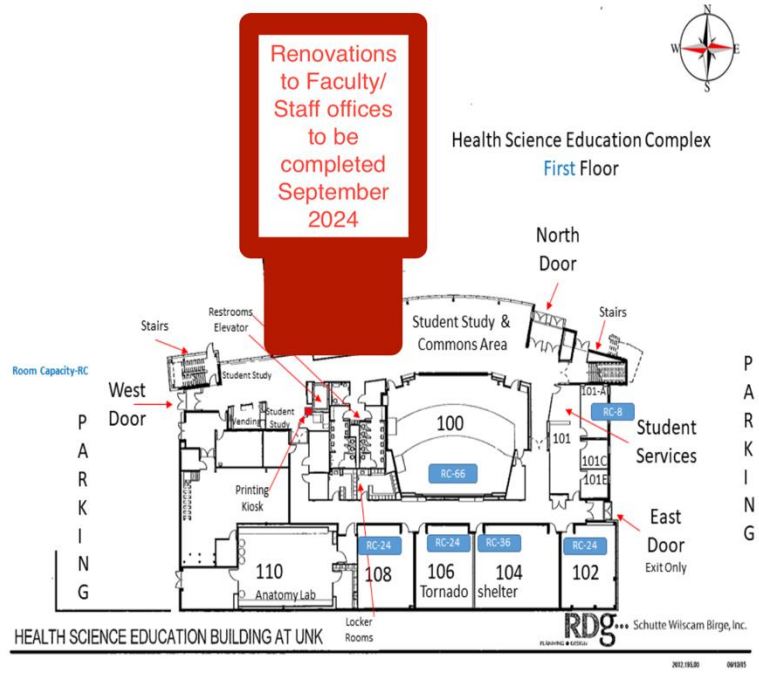 N
W
E
S
Renovations
to Faculty/
Staff offices
to be
completed
September
2024
Health Science Education Complex
First Floor
North
Door
Restrooms
Elevator
Stairs
Student Study &
Commons Area
Stairs
Room Capacity-RC
Student Study
West
Door
Vending
Student
Study
100
RC-66
101-A
RC-8
101
Student
Services
101C
101E
PARKING
PARKING
Printing
Kiosk
East
Door
Exit Only
RC-24
RC-24
RC-36
RC-24
110
Anatomy Lab
108
106
Tornado
104
shelter
102
Locker
Rooms
HEALTH SCIENCE EDUCATION BUILDING AT UNK
RDg... Schutte Wilscam Birge, Inc.
PLANNING DESIGN